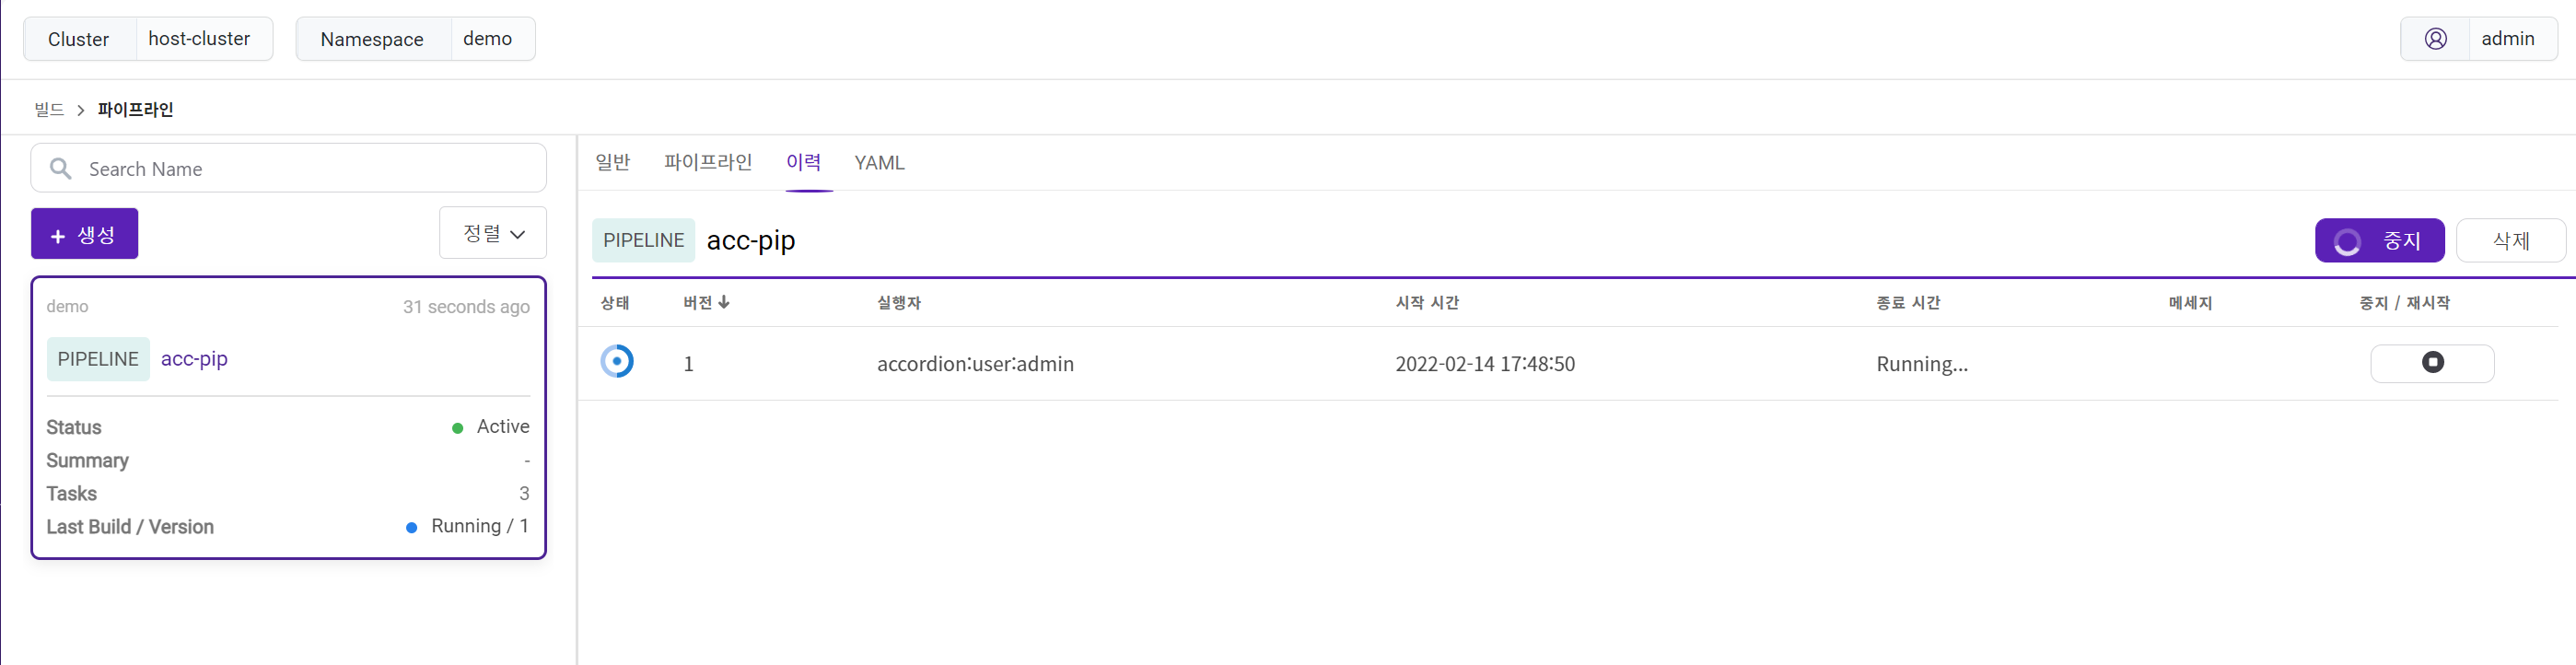 Cluster host-cluster Namespace demo admin
빌드 > 파이프라인
Search Name
+ 생성 정렬
demo 31 seconds ago
PIPELINE acc-pip
Status Active
Summary -
Tasks 3
Last Build / Version Running / 1
일반 파이프라인 이력 YAML
PIPELINE acc-pip 중지 삭제
상태 버전 실행자 시작 시간 종료 시간 메세지 중지 / 재시작
1 accordion:user:admin 2022-02-14 17:48:50 Running...